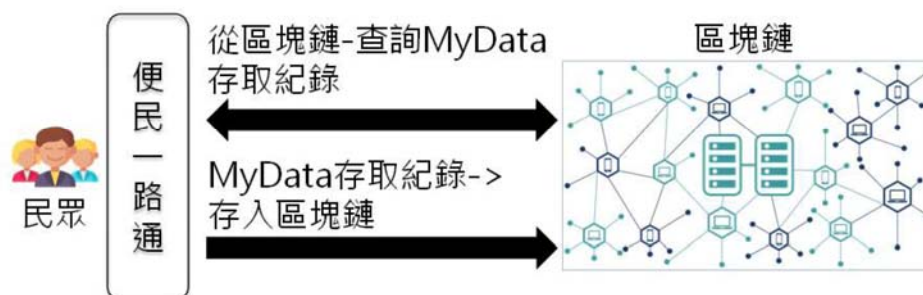 民眾
便民一路通
從區塊鏈-查詢MyData
存取紀錄
MyData存取紀錄->
存入區塊鏈
區塊鏈